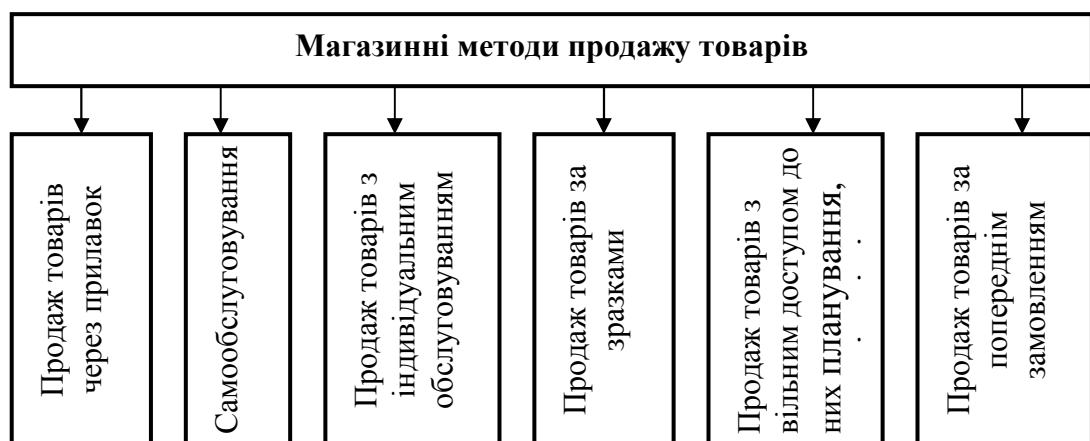 Магазинні методи продажу товарів
Продаж товарів
через прилавок
Самообслуговування
Продаж товарів з
індивідуальним
обслуговуванням
Продаж товарів за
зразками
Продаж товарів з
вільним доступом до
них планування,
Продаж товарів за
попереднім
замовленням